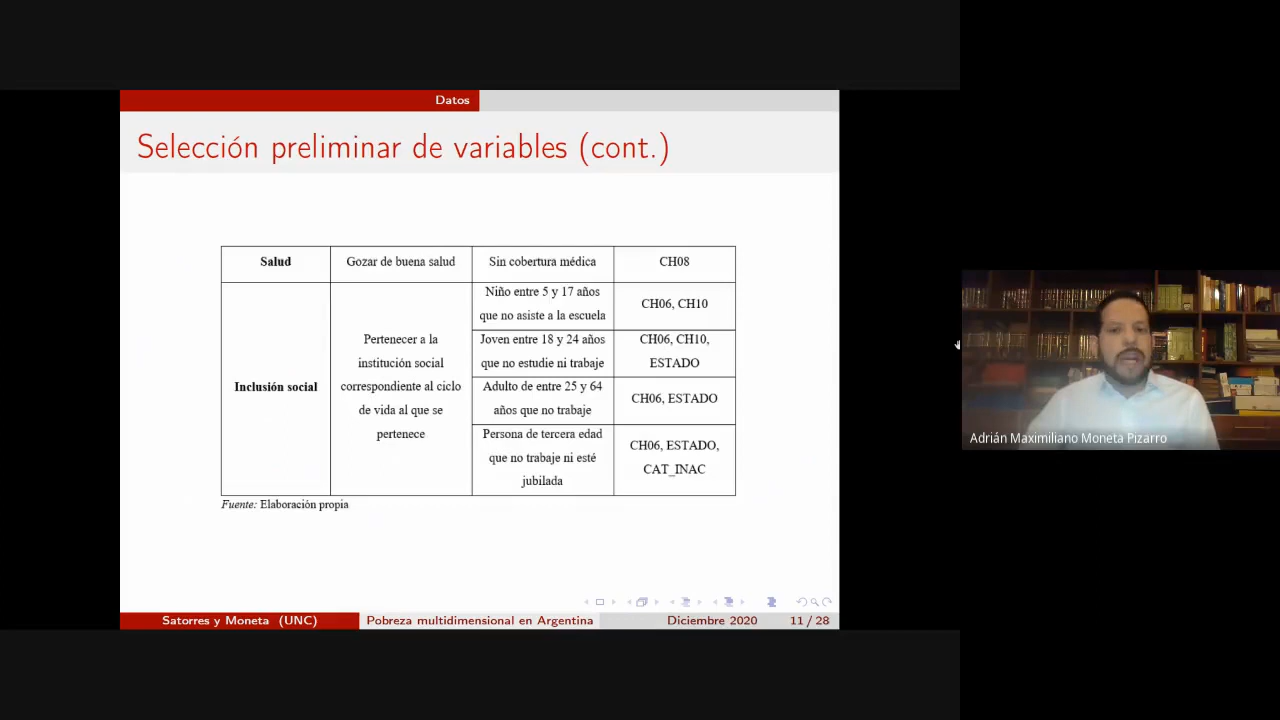 Datos
Selección preliminar de variables (cont.)
Salud
Gozar de buena salud
Sin cobertura médica
CH08
Inclusión social
Pertenecer a la
institución social
correspondiente al ciclo
de vida al que se
pertenece
Niño entre 5 y 17 años
que no asiste a la escuela
CH06, CH10
Joven entre 18 y 24 años
que no estudie ni trabaje
CH06, CH10,
ESTADO
Adulto de entre 25 y 64
años que no trabaje
CH06, ESTADO
Persona de tercera edad
que no trabaje ni esté
jubilada
CH06, ESTADO,
CAT_INAC
Fuente: Elaboración propia
Satorres y Moneta (UNC)
Pobreza multidimensional en Argentina
Diciembre 2020
11 / 28
Adrián Maximiliano Moneta Pizarro